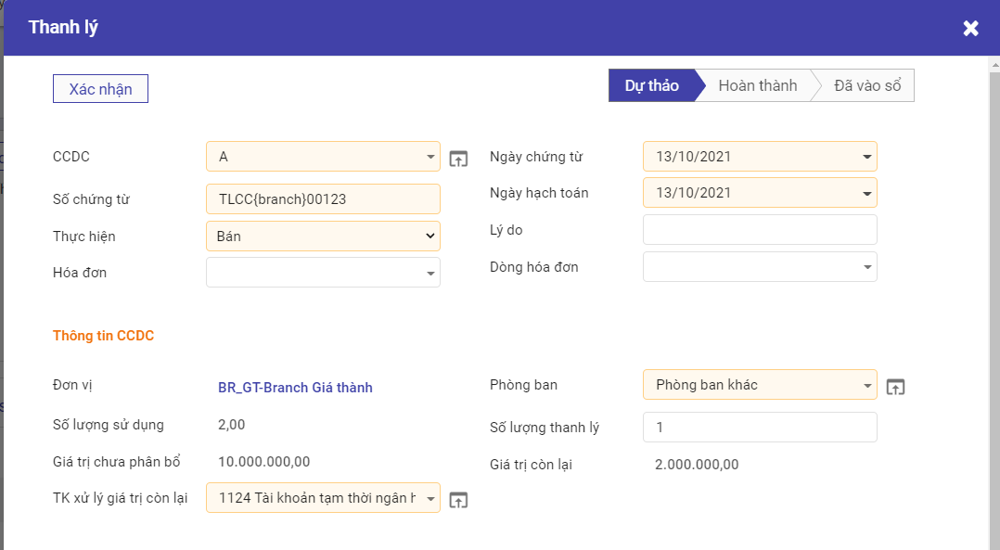 Thanh lý
Xác nhận
Dự thảo
Hoàn thành
Đã vào sổ
CCDC
A
Ngày chứng từ
13/10/2021
Số chứng từ
TLCC{branch}00123
Ngày hạch toán
13/10/2021
Thực hiện
Bán
Lý do
Hóa đơn
Dòng hóa đơn
Thông tin CCDC
Đơn vị
BR_GT-Branch Giá thành
Phòng ban
Phòng ban khác
Số lượng sử dụng
2,00
Số lượng thanh lý
1
Giá trị chưa phân bổ
10.000.000,00
Giá trị còn lại
2.000.000,00
TK xử lý giá trị còn lại
1124 Tài khoản tạm thời ngân h